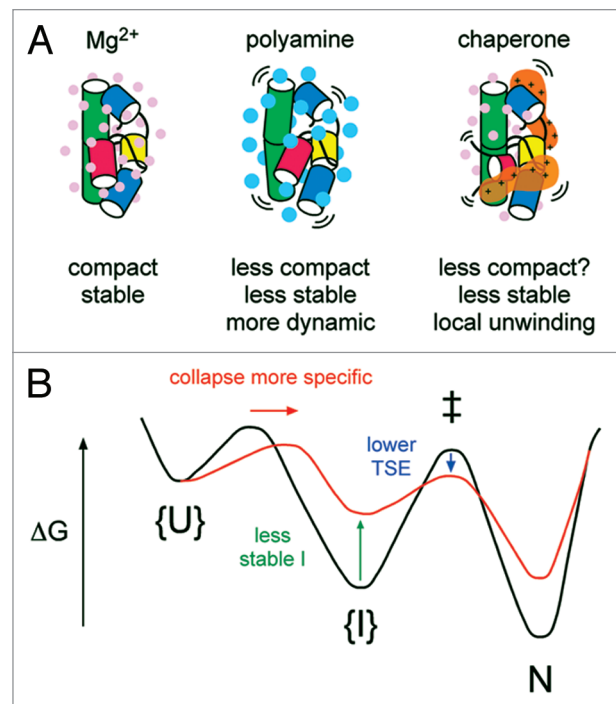 A
Mg²⁺
polyamine
chaperone
compact
stable
less compact
less stable
more dynamic
less compact?
less stable
local unwinding
B
collapse more specific
‡
lower
TSE
ΔG
{U}
less
stable I
{I}
N